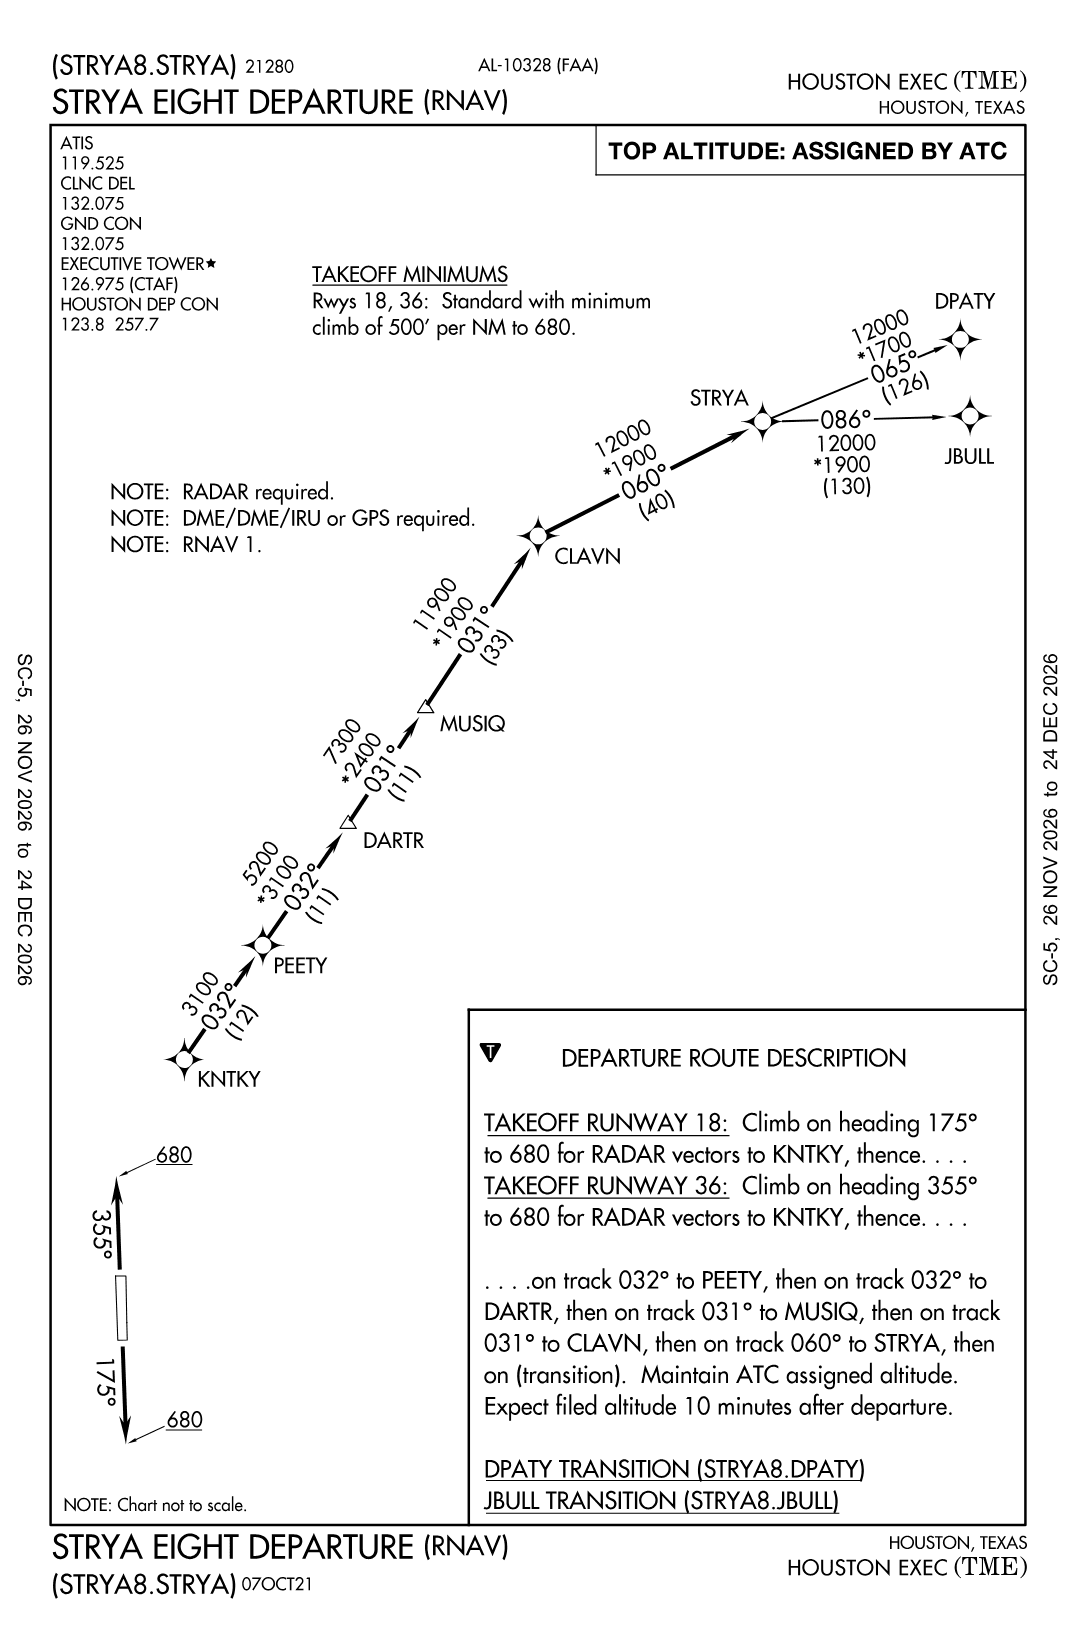 (STRYA8.STRYA) 21280
AL-10328 (FAA)
HOUSTON EXEC (TME)
STRYA EIGHT DEPARTURE (RNAV)
HOUSTON, TEXAS
ATIS
119.525
CLNC DEL
132.075
GND CON
132.075
EXECUTIVE TOWER★
126.975 (CTAF)
HOUSTON DEP CON
123.8 257.7
TOP ALTITUDE: ASSIGNED BY ATC
TAKEOFF MINIMUMS
Rwys 18, 36: Standard with minimum
climb of 500' per NM to 680.
DPATY
12000
*1700
065°
(126)
STRYA
086°
12000
*1900
(130)
JBULL
12000
*1900
060°
(40)
NOTE: RADAR required.
NOTE: DME/DME/IRU or GPS required.
NOTE: RNAV 1.
CLAVN
11900
*1900
031°
(33)
MUSIQ
7300
*2400
031°
(11)
DARTR
5200
*3100
032°
(11)
PEETY
3100
032°
(12)
KNTKY
680
355°
175°
680
NOTE: Chart not to scale.
T
DEPARTURE ROUTE DESCRIPTION
TAKEOFF RUNWAY 18: Climb on heading 175°
to 680 for RADAR vectors to KNTKY, thence. . . .
TAKEOFF RUNWAY 36: Climb on heading 355°
to 680 for RADAR vectors to KNTKY, thence. . . .
. . . .on track 032° to PEETY, then on track 032° to
DARTR, then on track 031° to MUSIQ, then on track
031° to CLAVN, then on track 060° to STRYA, then
on (transition). Maintain ATC assigned altitude.
Expect filed altitude 10 minutes after departure.
DPATY TRANSITION (STRYA8.DPATY)
JBULL TRANSITION (STRYA8.JBULL)
SC-5, 26 NOV 2026 to 24 DEC 2026
SC-5, 26 NOV 2026 to 24 DEC 2026
STRYA EIGHT DEPARTURE (RNAV)
(STRYA8.STRYA) 07OCT21
HOUSTON, TEXAS
HOUSTON EXEC (TME)